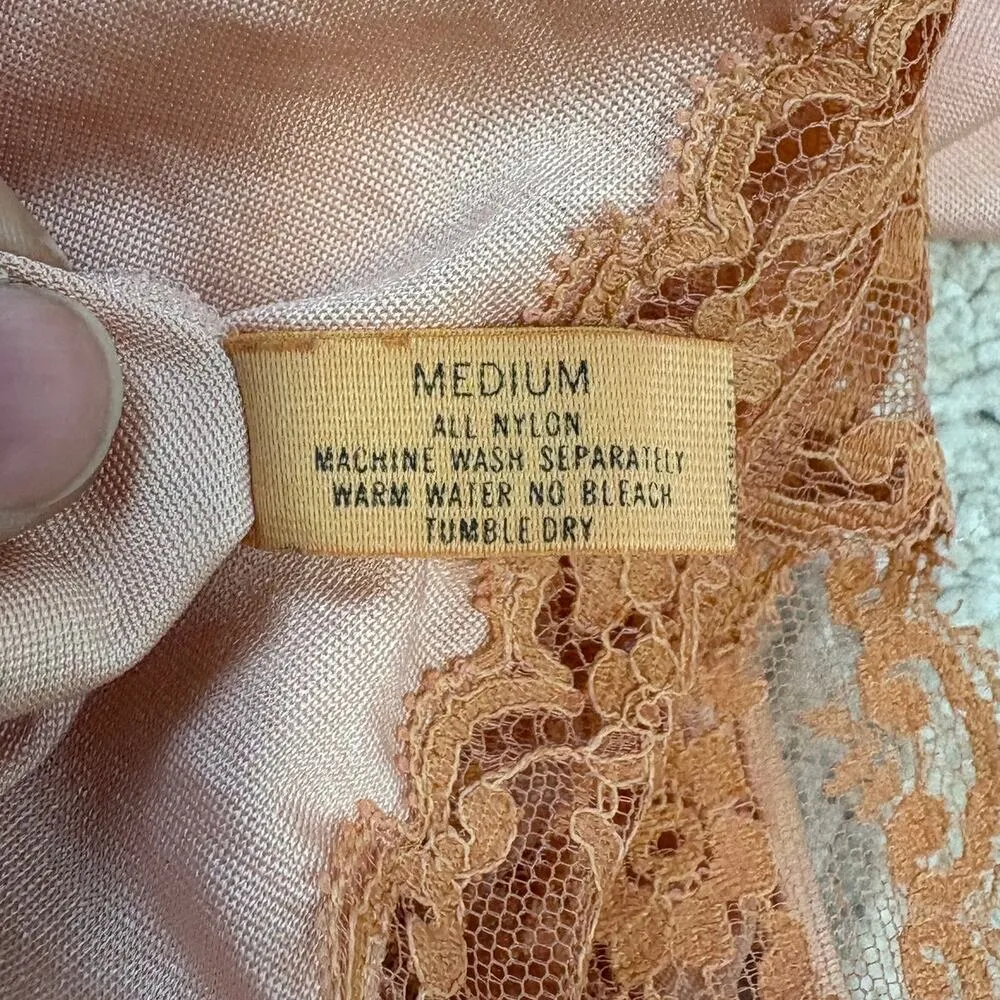 MEDIUM
ALL NYLON
MACHINE WASH SEPARATELY
WARM WATER NO BLEACH
TUMBLE DRY